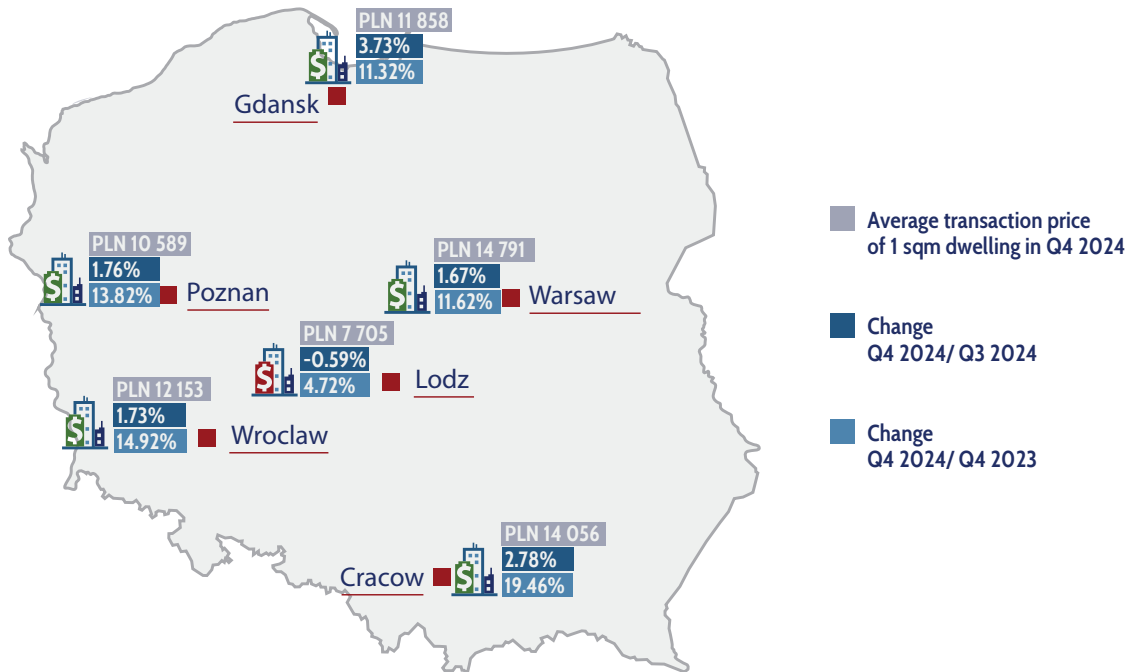 PLN 11 858
3.73%
11.32%
Gdansk
PLN 10 589
1.76%
13.82%
Poznan
PLN 14 791
1.67%
11.62%
Warsaw
PLN 7 705
-0.59%
4.72%
Lodz
PLN 12 153
1.73%
14.92%
Wroclaw
PLN 14 056
2.78%
19.46%
Cracow
Average transaction price
of 1 sqm dwelling in Q4 2024
Change
Q4 2024/ Q3 2024
Change
Q4 2024/ Q4 2023